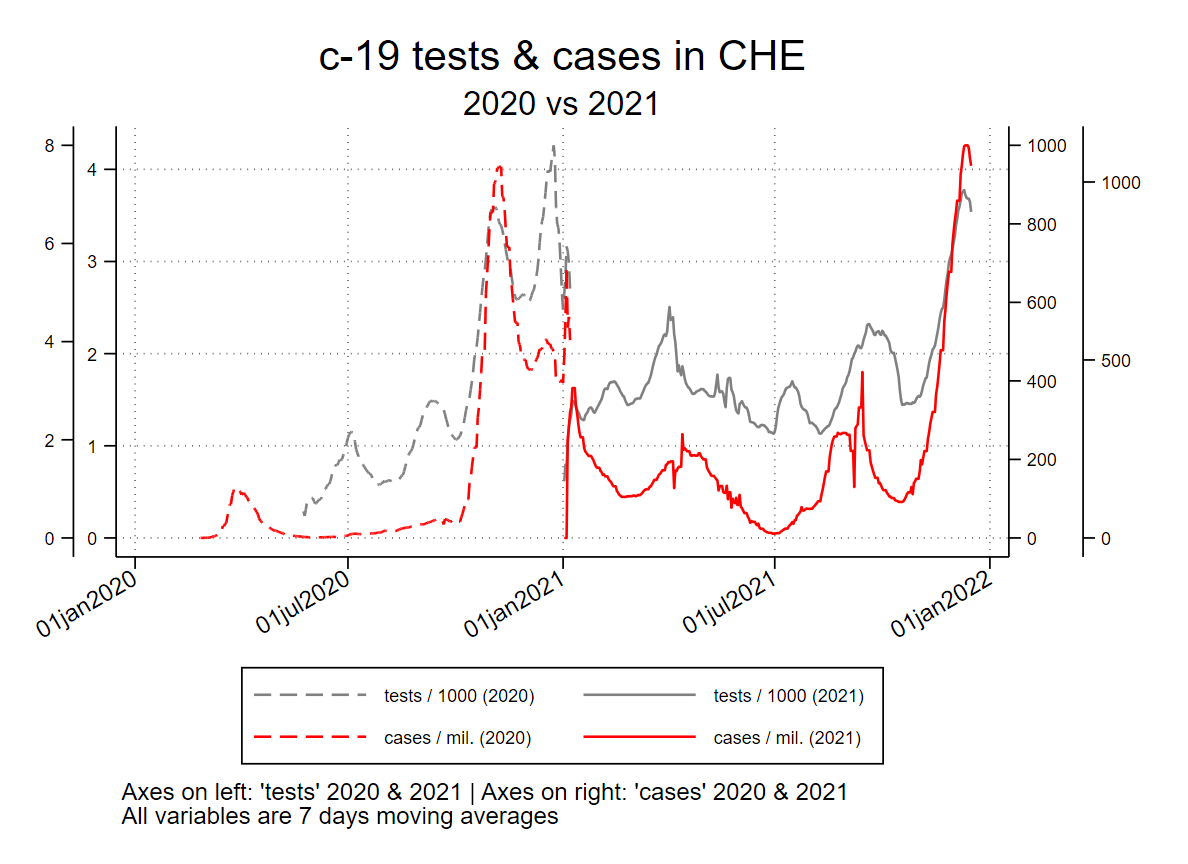 c-19 tests & cases in CHE
2020 vs 2021
8
6
4
2
0
4
3
2
1
0
1000
800
600
400
200
0
1000
500
0
01jan2020
01jul2020
01jan2021
01jul2021
01jan2022
tests / 1000 (2020)
tests / 1000 (2021)
cases / mil. (2020)
cases / mil. (2021)
Axes on left: 'tests' 2020 & 2021 | Axes on right: 'cases' 2020 & 2021
All variables are 7 days moving averages